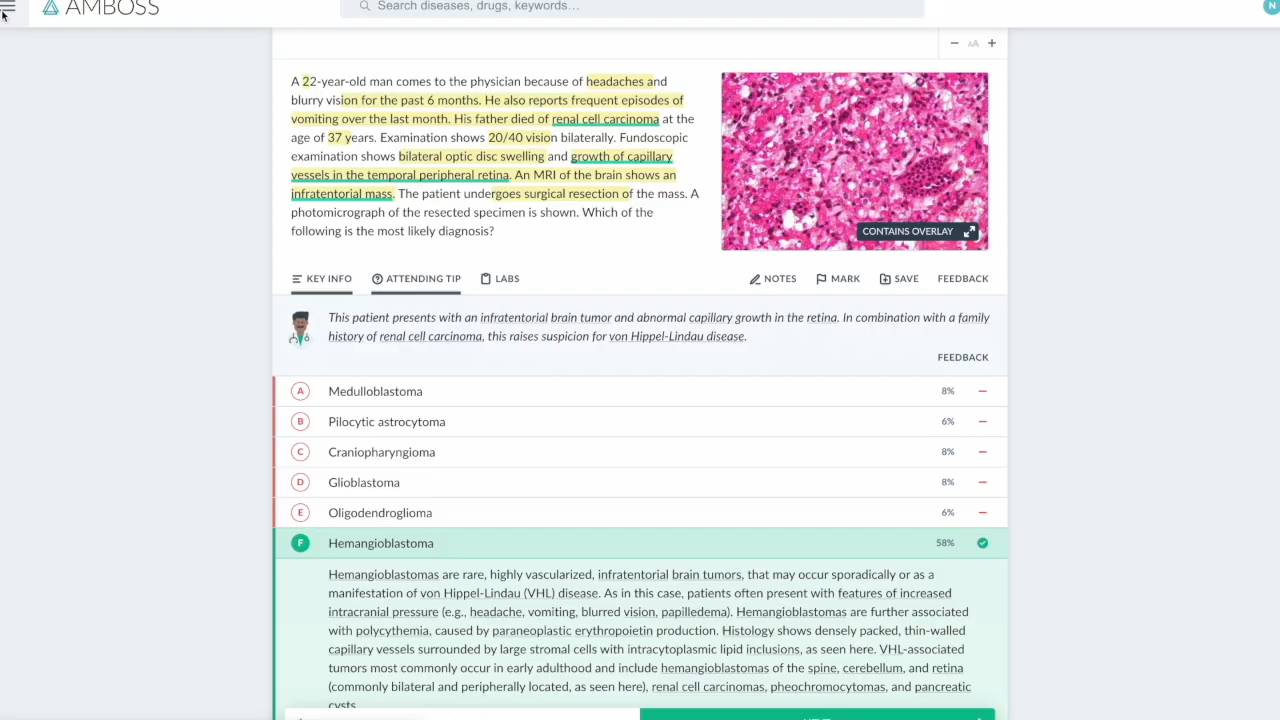 AMBOSS
Search diseases, drugs, keywords…
N
− AA +
A 22-year-old man comes to the physician because of headaches and
blurry vision for the past 6 months. He also reports frequent episodes of
vomiting over the last month. His father died of renal cell carcinoma at the
age of 37 years. Examination shows 20/40 vision bilaterally. Fundoscopic
examination shows bilateral optic disc swelling and growth of capillary
vessels in the temporal peripheral retina. An MRI of the brain shows an
infratentorial mass. The patient undergoes surgical resection of the mass. A
photomicrograph of the resected specimen is shown. Which of the
following is the most likely diagnosis?
CONTAINS OVERLAY
KEY INFO ATTENDING TIP LABS NOTES MARK SAVE FEEDBACK
This patient presents with an infratentorial brain tumor and abnormal capillary growth in the retina. In combination with a family
history of renal cell carcinoma, this raises suspicion for von Hippel-Lindau disease.
FEEDBACK
A Medulloblastoma 8% −
B Pilocytic astrocytoma 6% −
C Craniopharyngioma 8% −
D Glioblastoma 8% −
E Oligodendroglioma 6% −
F Hemangioblastoma 58%
Hemangioblastomas are rare, highly vascularized, infratentorial brain tumors, that may occur sporadically or as a
manifestation of von Hippel-Lindau (VHL) disease. As in this case, patients often present with features of increased
intracranial pressure (e.g., headache, vomiting, blurred vision, papilledema). Hemangioblastomas are further associated
with polycythemia, caused by paraneoplastic erythropoietin production. Histology shows densely packed, thin-walled
capillary vessels surrounded by large stromal cells with intracytoplasmic lipid inclusions, as seen here. VHL-associated
tumors most commonly occur in early adulthood and include hemangioblastomas of the spine, cerebellum, and retina
(commonly bilateral and peripherally located, as seen here), renal cell carcinomas, pheochromocytomas, and pancreatic
cysts.